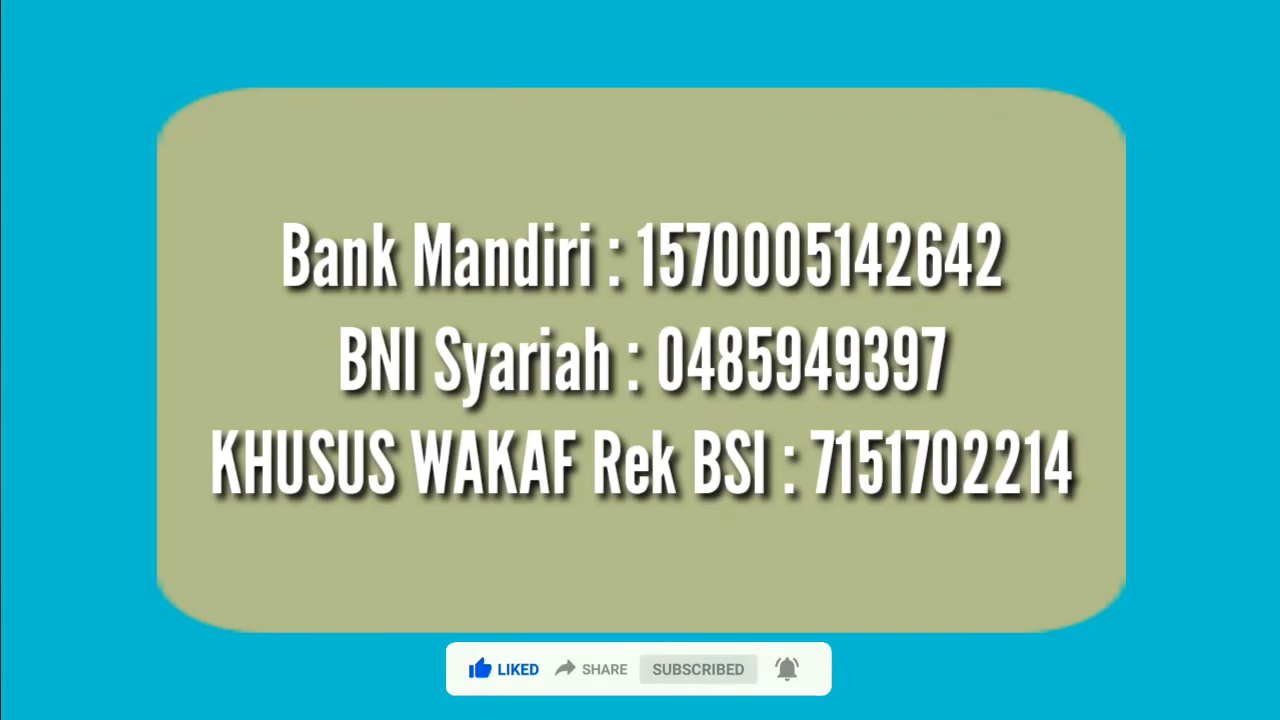 Bank Mandiri : 1570005142642
BNI Syariah : 0485949397
KHUSUS WAKAF Rek BSI : 7151702214
LIKED SHARE SUBSCRIBED